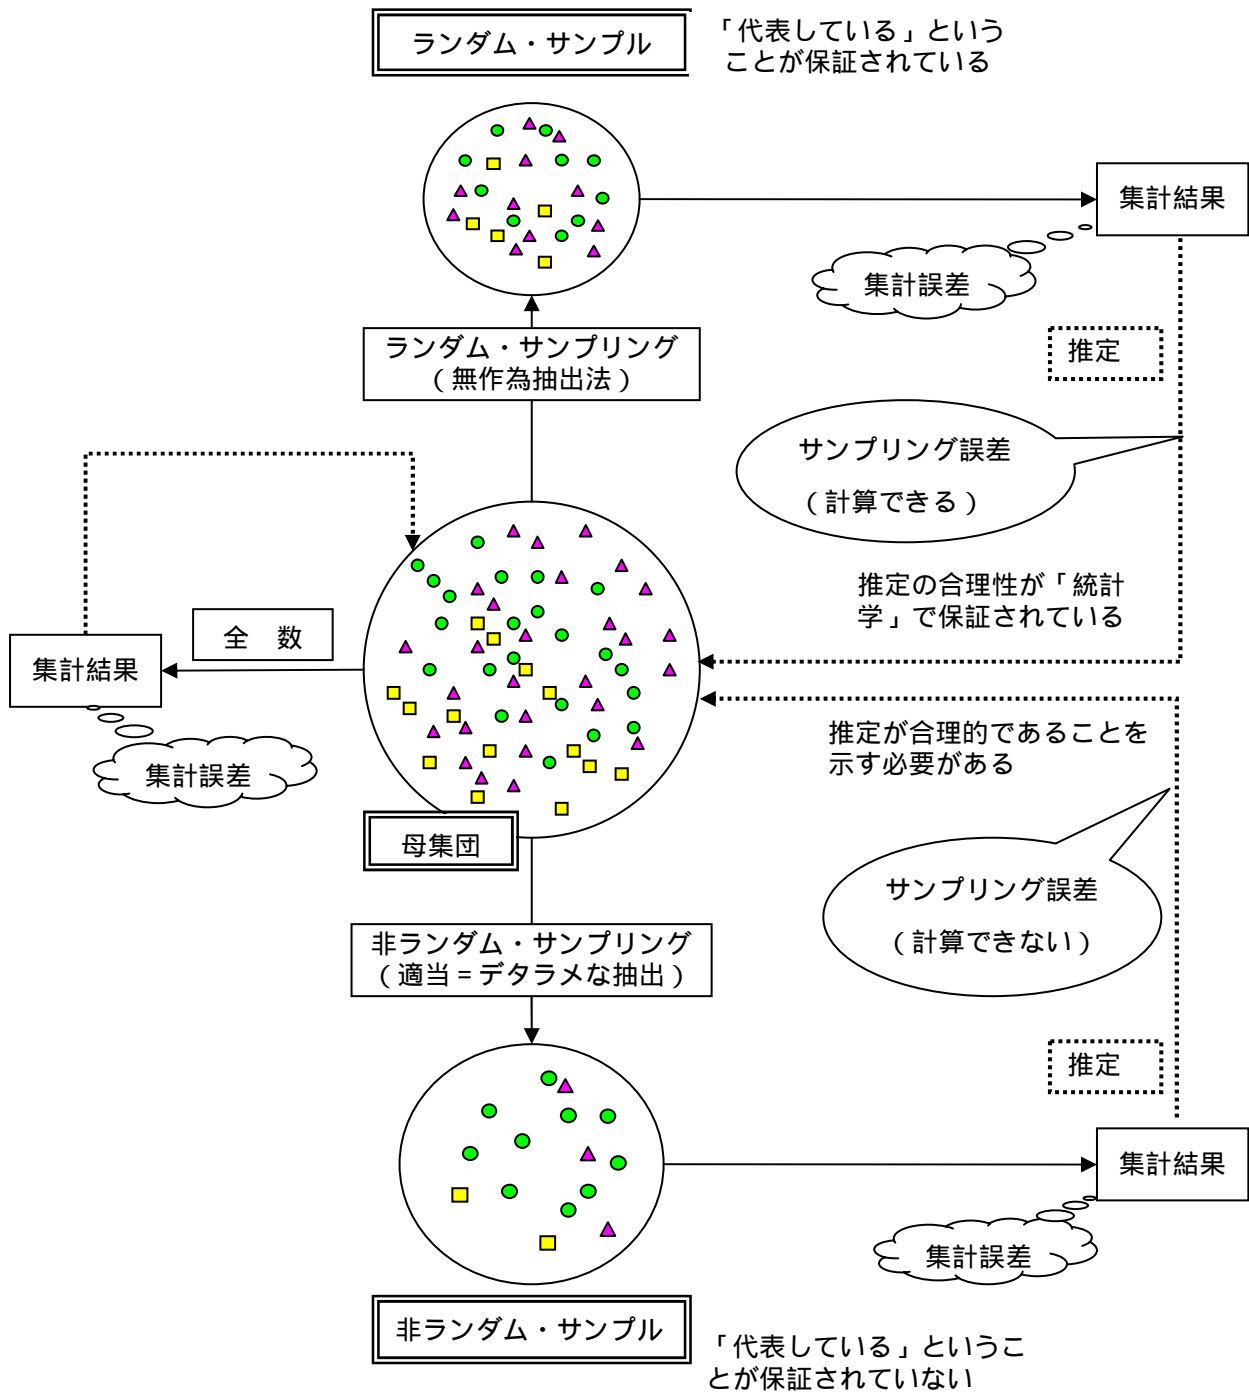 ランダム・サンプル
「代表している」という
ことが保証されている
集計結果
集計誤差
ランダム・サンプリング
（無作為抽出法）
推定
サンプリング誤差
（計算できる）
推定の合理性が「統計
学」で保証されている
全　数
集計結果
集計誤差
推定が合理的であることを
示す必要がある
母集団
サンプリング誤差
（計算できない）
非ランダム・サンプリング
（適当＝デタラメな抽出）
推定
集計結果
集計誤差
非ランダム・サンプル
「代表している」というこ
とが保証されていない